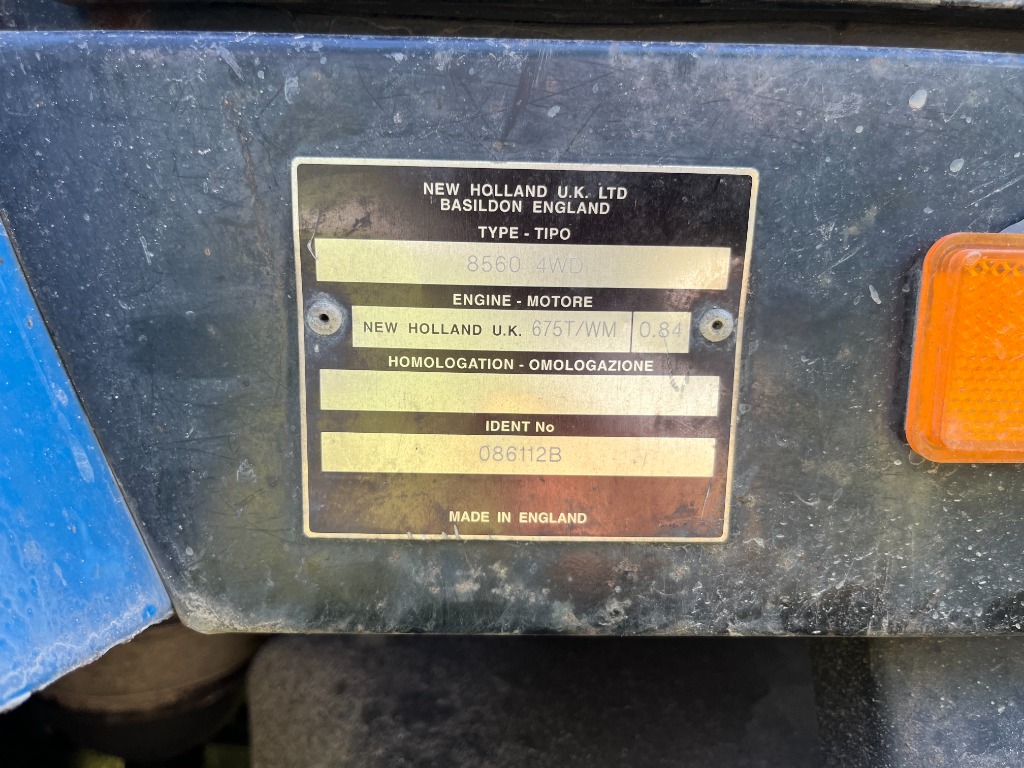 NEW HOLLAND U.K. LTD
BASILDON ENGLAND
TYPE - TIPO
8560 4WD
ENGINE - MOTORE
NEW HOLLAND U.K. 675T/WM 0.84
HOMOLOGATION - OMOLOGAZIONE
IDENT No
086112B
MADE IN ENGLAND